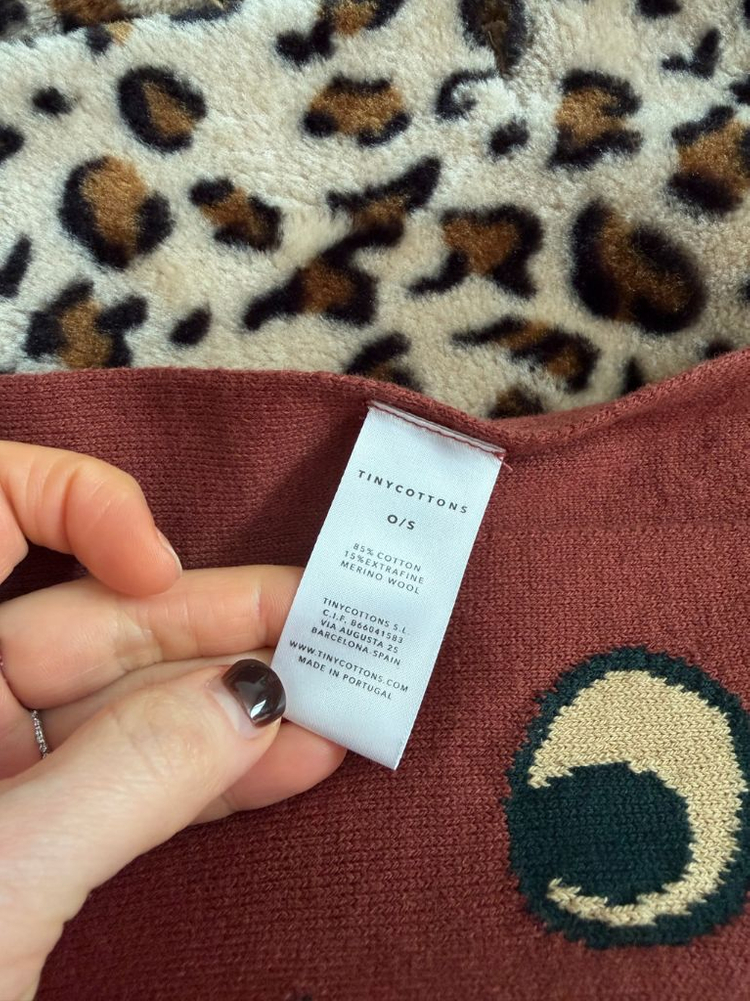 TINYCOTTONS
O/S
85% COTTON
15%EXTRAFINE
MERINO WOOL
TINYCOTTONS S.L.
C.I.F. B66041583
VIA AUGUSTA 25
BARCELONA.SPAIN
WWW.TINYCOTTONS.COM
MADE IN PORTUGAL